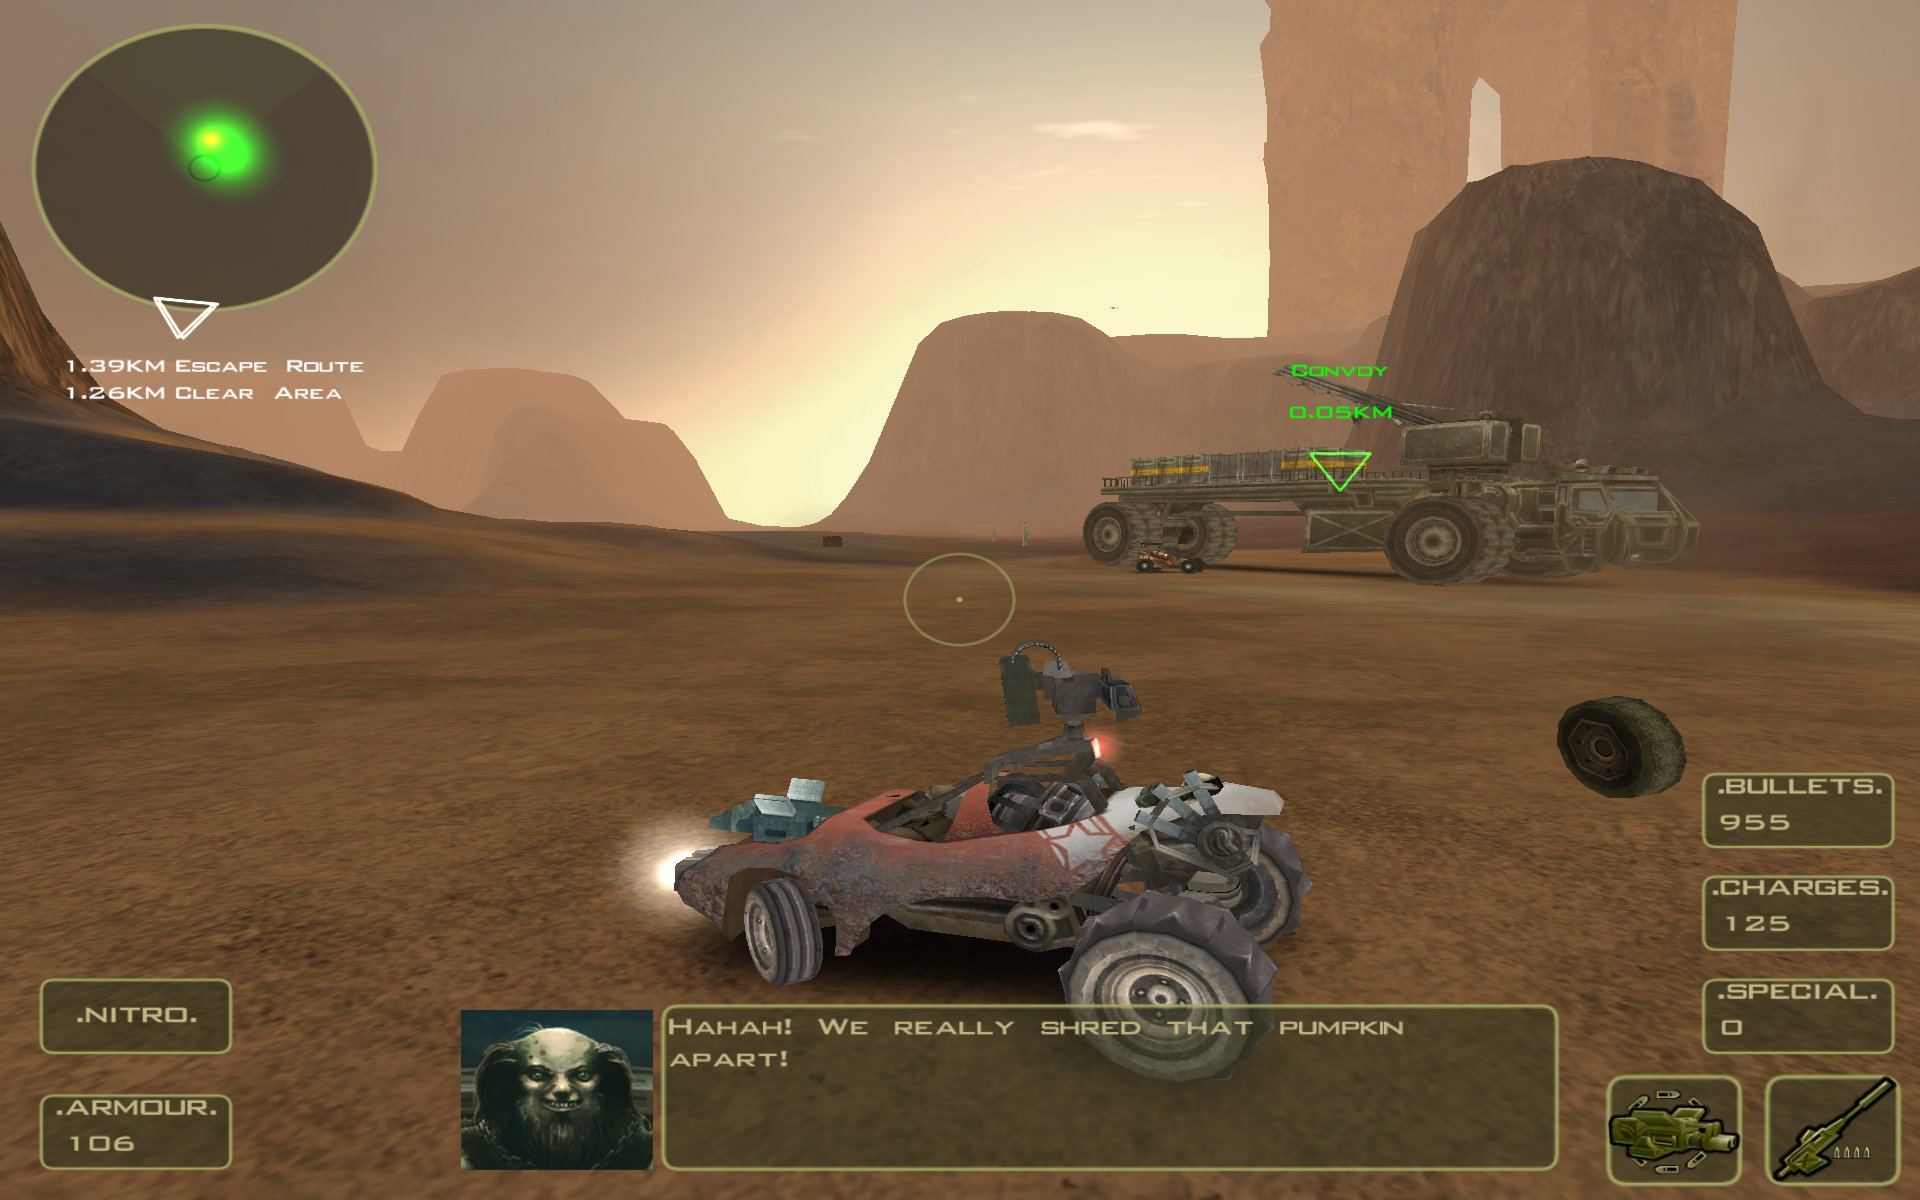 1.39KM Escape Route
1.26KM Clear Area
Convoy
0.05KM
.BULLETS.
955
.CHARGES.
125
.SPECIAL.
0
.NITRO.
.ARMOUR.
106
Hahah! We really shred that pumpkin
apart!